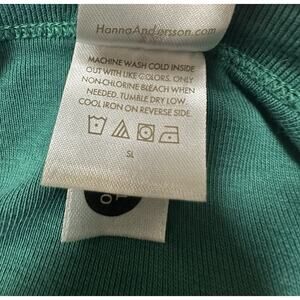 HannaAndersson.com
MACHINE WASH COLD INSIDE
OUT WITH LIKE COLORS. ONLY
NON-CHLORINE BLEACH WHEN
NEEDED. TUMBLE DRY LOW.
COOL IRON ON REVERSE SIDE.
SL